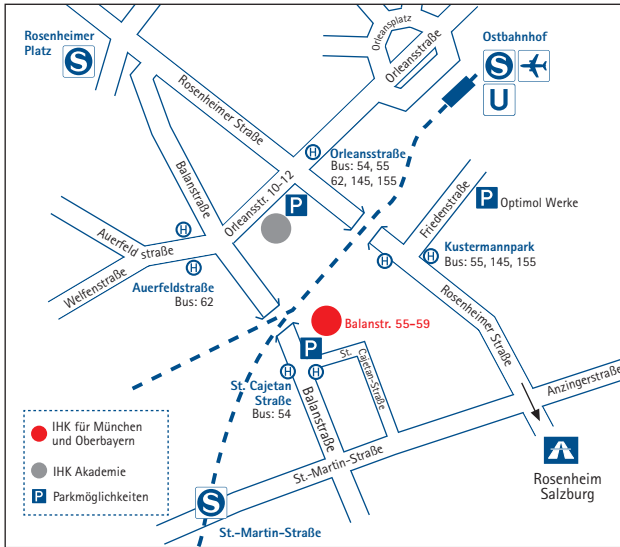 Rosenheimer
Platz
S
Orleansplatz
Orleansstraße
Ostbahnhof
S
U
Rosenheimer Straße
Balanstraße
H
Orleansstraße
Bus: 54, 55
62, 145, 155
Orleansstr. 10-12
P
Friedenstraße
P
Optimol Werke
Auerfeld straße
H
Welfenstraße
H
Auerfeldstraße
Bus: 62
H
H
Kustermannpark
Bus: 55, 145, 155
Rosenheimer Straße
Balanstr. 55-59
P
St.
Cajetan-Straße
H
H
St. Cajetan
Straße
Bus: 54
Balanstraße
Anzingerstraße
St.-Martin-Straße
Rosenheim
Salzburg
IHK für München
und Oberbayern
IHK Akademie
P
Parkmöglichkeiten
S
St.-Martin-Straße